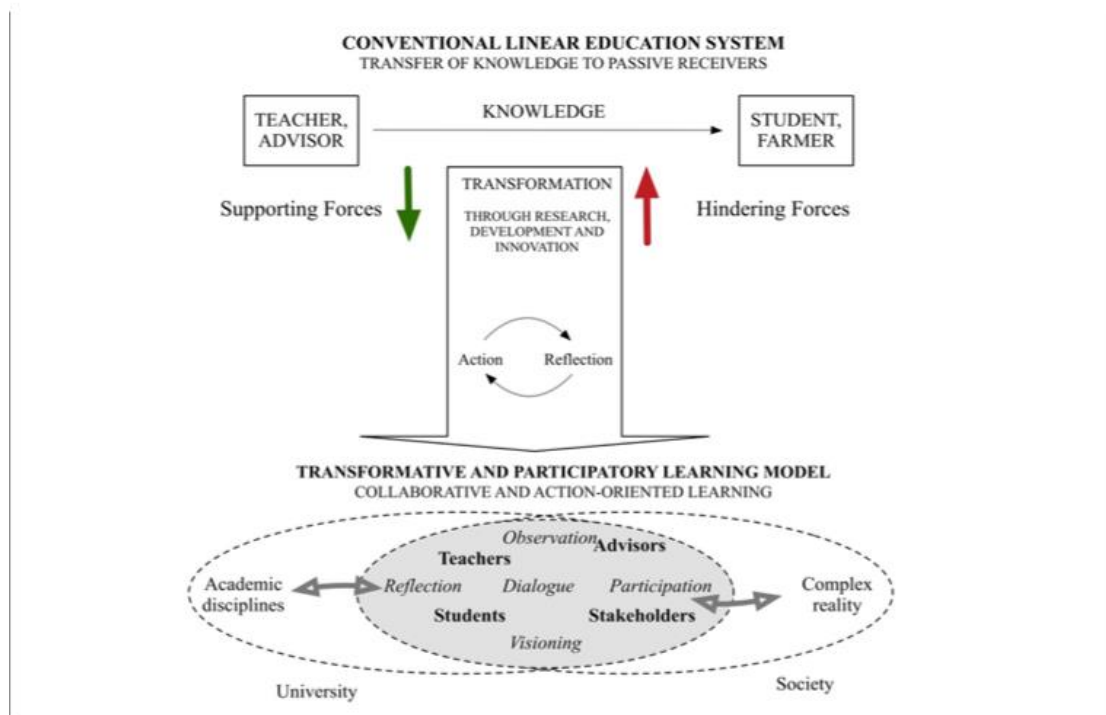 CONVENTIONAL LINEAR EDUCATION SYSTEM
TRANSFER OF KNOWLEDGE TO PASSIVE RECEIVERS
TEACHER,
ADVISOR
KNOWLEDGE
STUDENT,
FARMER
Supporting Forces
TRANSFORMATION
THROUGH RESEARCH,
DEVELOPMENT AND
INNOVATION
Hindering Forces
Action
Reflection
TRANSFORMATIVE AND PARTICIPATORY LEARNING MODEL
COLLABORATIVE AND ACTION-ORIENTED LEARNING
Observation
Advisors
Teachers
Academic
disciplines
Reflection
Dialogue
Participation
Complex
reality
Students
Stakeholders
Visioning
University
Society